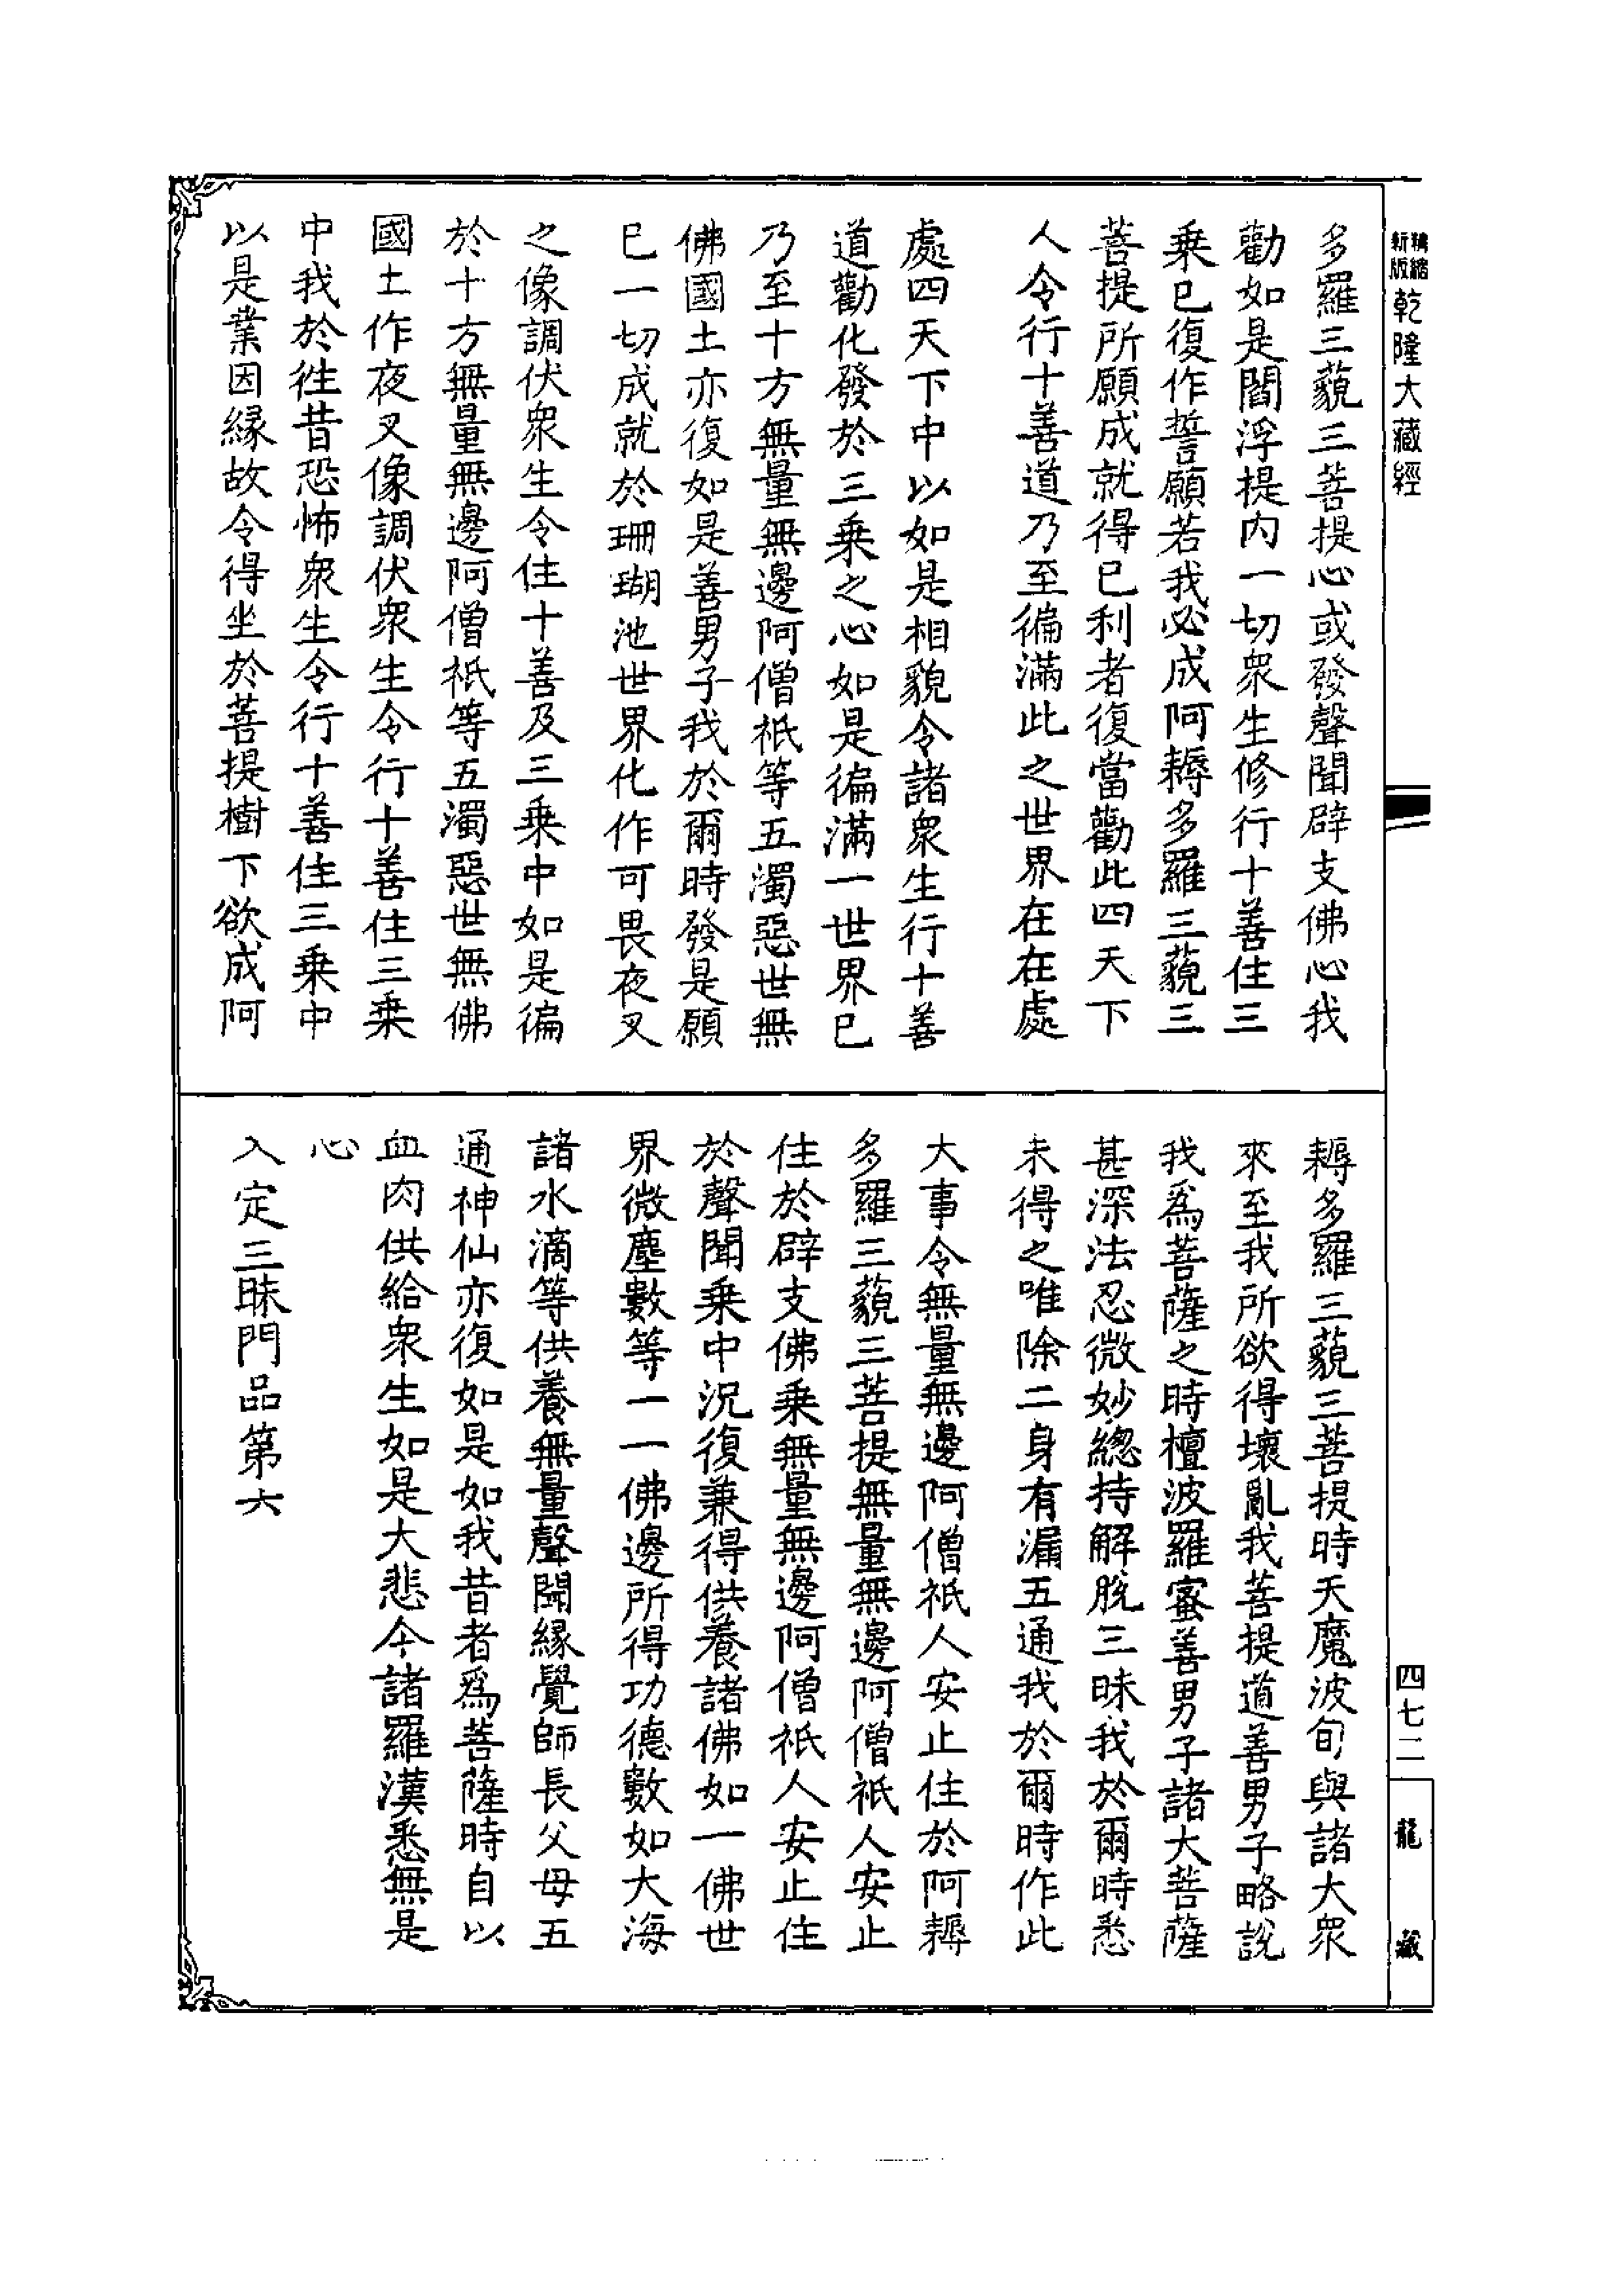 精縮新版乾隆大藏經
多羅三藐三菩提心或發聲聞辟支佛心我
勸如是閻浮提内一切衆生修行十善住三
乗已復作誓願若我必成阿耨多羅三藐三
菩提所願成就得已利者復當勸此四天下
人令行十善道乃至徧滿此之世界在在處
處四天下中以如是相貌令諸衆生行十善
道勸化發於三乗之心如是徧滿一世界已
乃至十方無量無邊阿僧祇等五濁惡世無
佛國土亦復如是善男子我於爾時發是願
已一切成就於珊瑚池世界化作可畏夜叉
之像調伏衆生令住十善及三乗中如是徧
於十方無量無邊阿僧祇等五濁惡世無佛
國土作夜叉像調伏衆生令行十善住三乗
中我於徃昔恐怖衆生令行十善住三乗中
以是業因縁故令得坐於菩提樹下欲成阿
耨多羅三藐三菩提時天魔波旬與諸大衆
來至我所欲得壞亂我菩提道善男子略說
我爲菩薩之時檀波羅蜜善男子諸大菩薩
甚深法忍微妙緫持解脫三昧我於爾時悉
未得之唯除二身有漏五通我於爾時作此
大事令無量無邊阿僧祇人安止住於阿耨
多羅三藐三菩提無量無邊阿僧祇人安止
住於辟支佛乗無量無邊阿僧祇人安止住
於聲聞乗中況復兼得供養諸佛如一佛世
界微塵數等一一佛邊所得功德數如大海
諸水滴等供養無量聲聞縁覺師長父母五
通神仙亦復如是如我昔者爲菩薩時自以
血肉供給衆生如是大悲今諸羅漢悉無是
心
入定三昧門品第六
四七二
龍藏